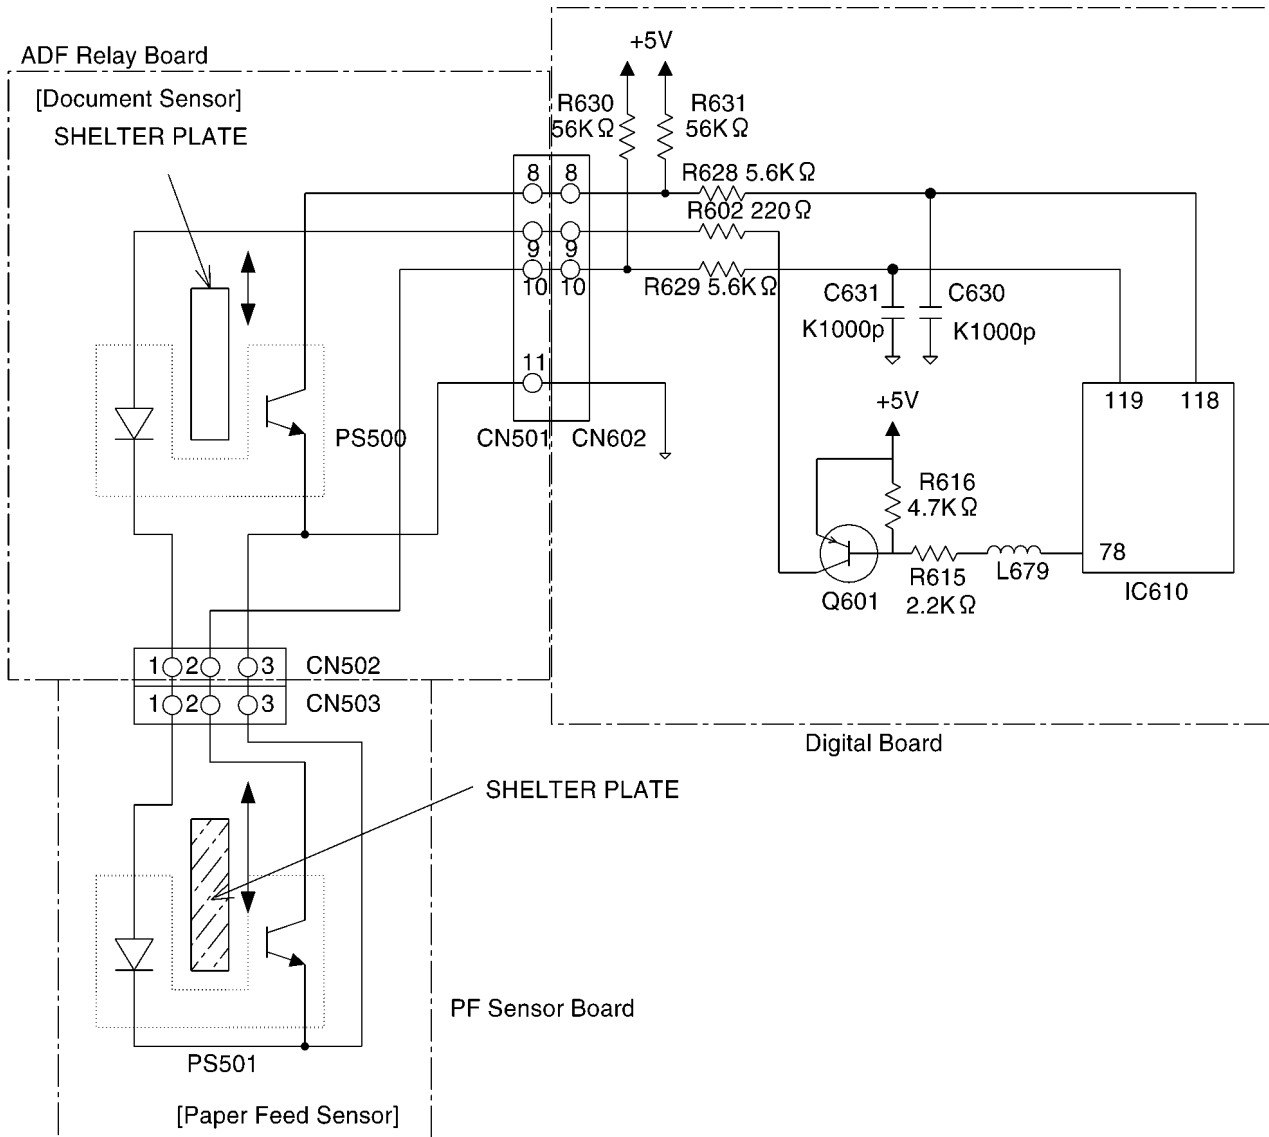 ADF Relay Board
[Document Sensor]
SHELTER PLATE
+5V
R630
56KΩ
R631
56KΩ
8 8
R628 5.6KΩ
R602 220Ω
9 9
10 10
R629 5.6KΩ
C631
K1000p
C630
K1000p
11
CN501 CN602
PS500
+5V
119 118
R616
4.7KΩ
78
Q601
R615
2.2KΩ
L679
IC610
1 2 3 CN502
1 2 3 CN503
Digital Board
SHELTER PLATE
PF Sensor Board
PS501
[Paper Feed Sensor]